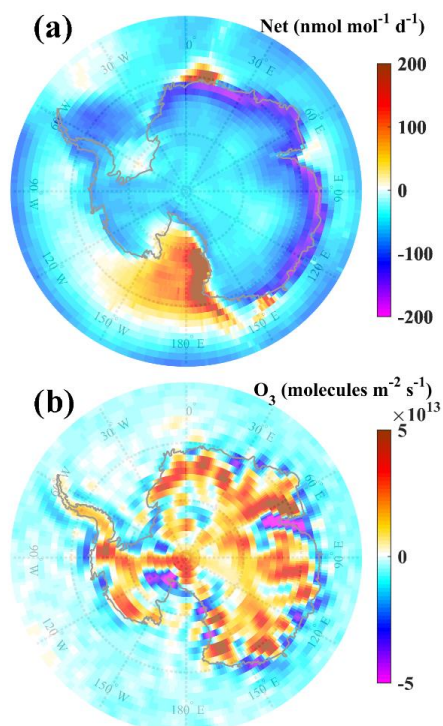 (a)
Net (nmol mol⁻¹ d⁻¹)
200
100
0
-100
-200
0°
30 E
60 E
90 E
120 E
150 E
180 E
150 W
120 W
90 W
60 W
30 W
(b)
O₃ (molecules m⁻² s⁻¹)
×10¹³
5
0
-5
0°
30 E
60 E
90 E
120 E
150 E
180 E
150 W
120 W
90 W
60 W
30 W